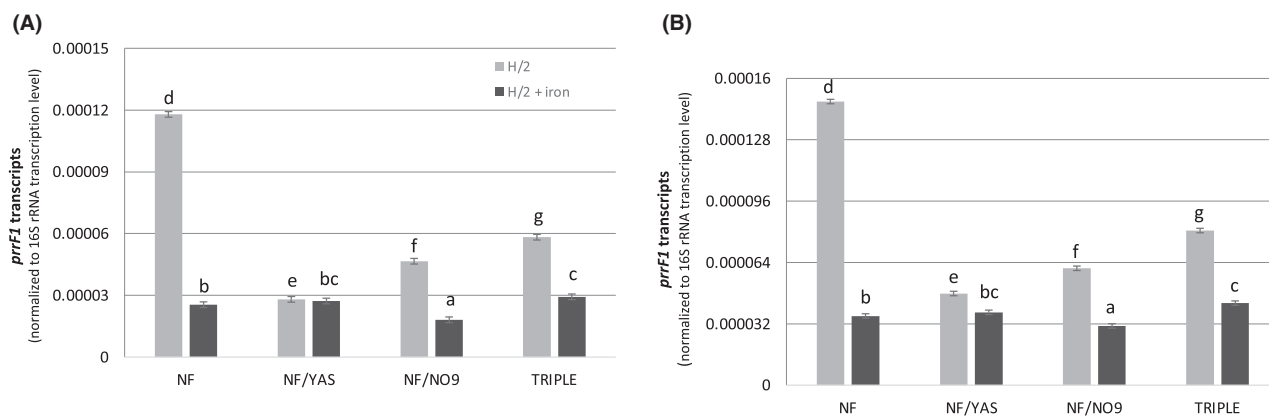 (A)
prrF1 transcripts
(normalized to 16S rRNA transcription level)
0.00015
0.00012
0.00009
0.00006
0.00003
0
H/2
H/2 + iron
d
b
e
bc
f
a
g
c
NF
NF/YAS
NF/NO9
TRIPLE
(B)
prrF1 transcripts
(normalized to 16S rRNA transcription level)
0.00016
0.000128
0.000096
0.000064
0.000032
0
d
b
e
bc
f
a
g
c
NF
NF/YAS
NF/NO9
TRIPLE